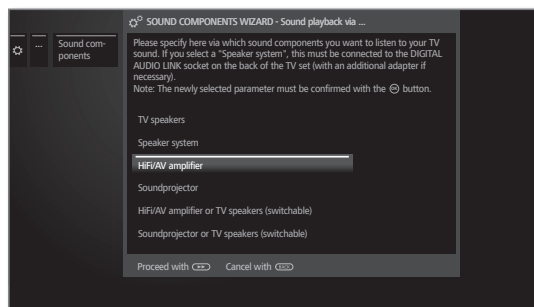 SOUND COMPONENTS WIZARD - Sound playback via ...
... Sound com-
ponents
Please specify here via which sound components you want to listen to your TV
sound. If you select a "Speaker system", this must be connected to the DIGITAL
AUDIO LINK socket on the back of the TV set (with an additional adapter if
necessary).
Note: The newly selected parameter must be confirmed with the OK button.
TV speakers
Speaker system
HiFi/AV amplifier
Soundprojector
HiFi/AV amplifier or TV speakers (switchable)
Soundprojector or TV speakers (switchable)
Proceed with Cancel with BACK